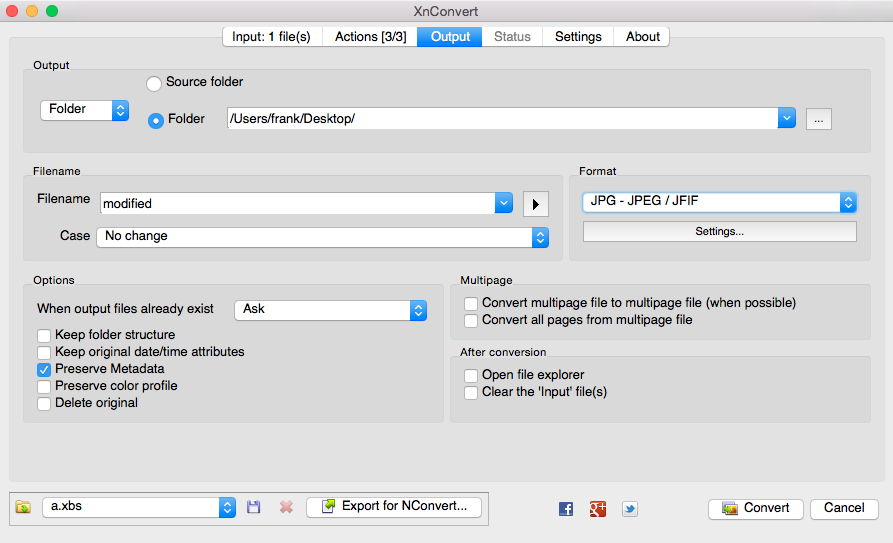 XnConvert
Input: 1 file(s) Actions [3/3] Output Status Settings About
Output
Source folder
Folder
Folder /Users/frank/Desktop/ ...
Filename
Filename modified
Case No change
Format
JPG - JPEG / JFIF
Settings...
Options
When output files already exist Ask
Keep folder structure
Keep original date/time attributes
Preserve Metadata
Preserve color profile
Delete original
Multipage
Convert multipage file to multipage file (when possible)
Convert all pages from multipage file
After conversion
Open file explorer
Clear the 'Input' file(s)
a.xbs Export for NConvert... Convert Cancel